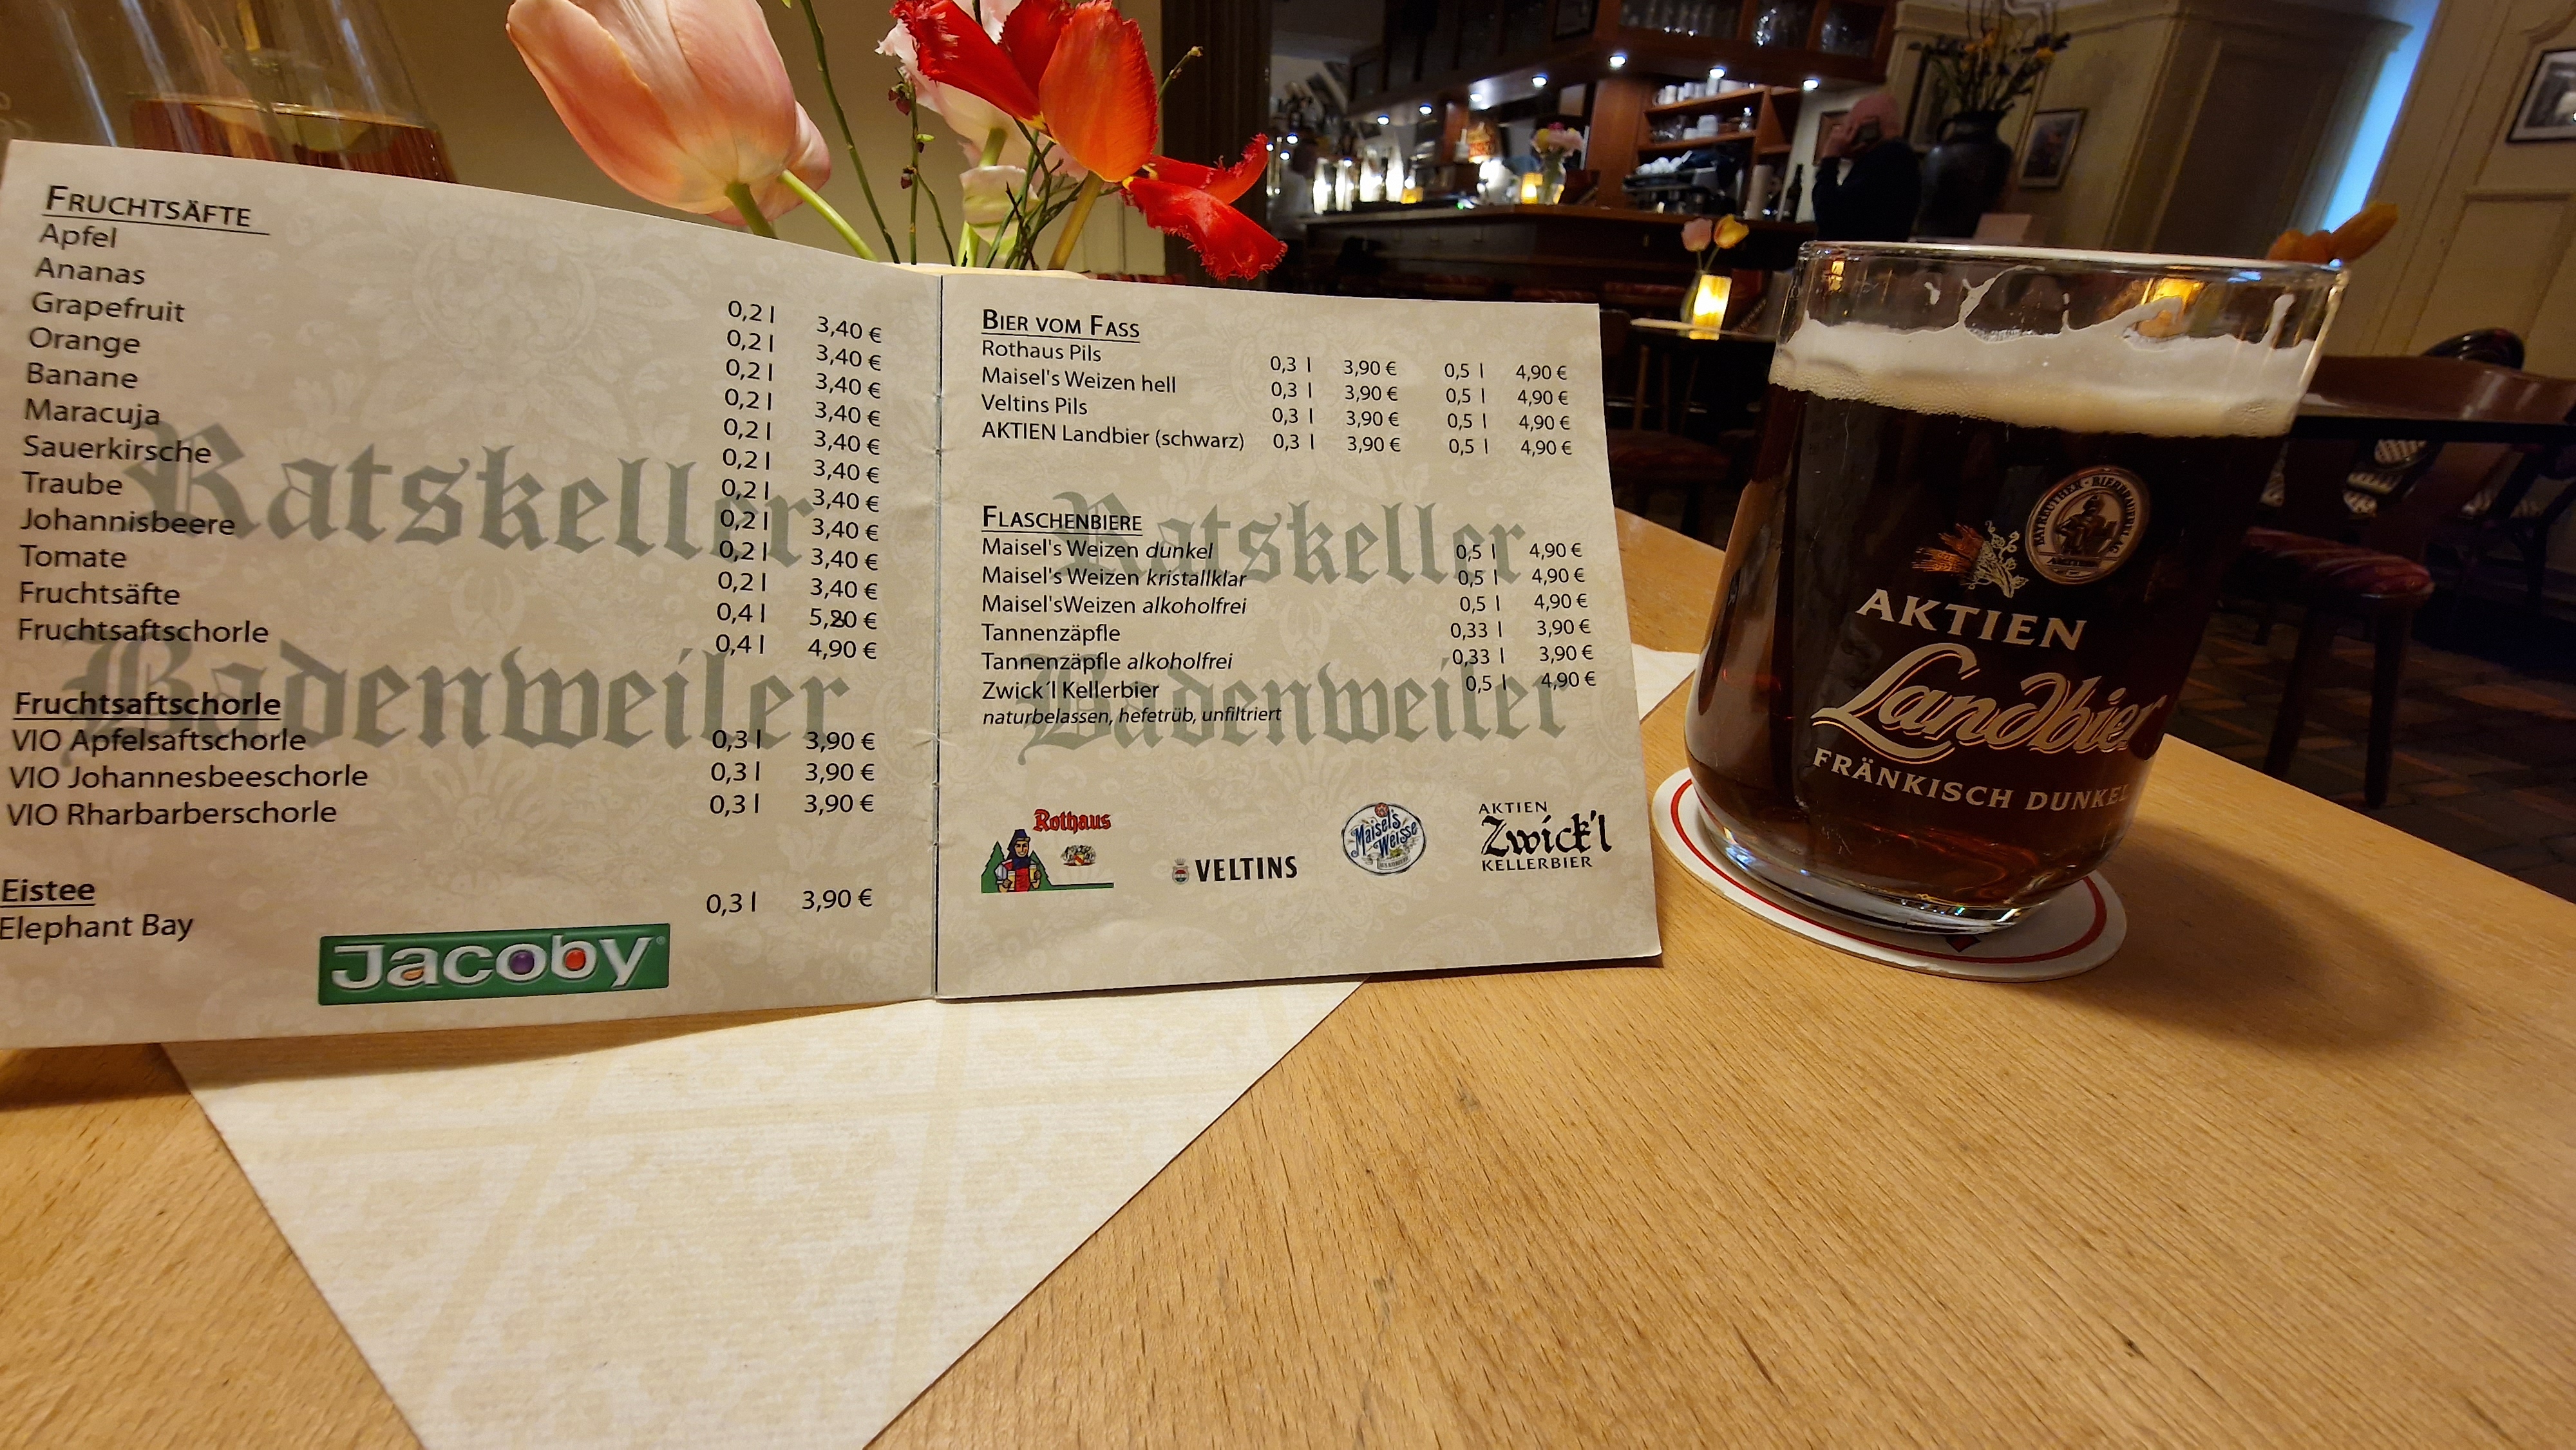 FRUCHTSÄFTE
Apfel 0,2 l 3,40 €
Ananas 0,2 l 3,40 €
Grapefruit 0,2 l 3,40 €
Orange 0,2 l 3,40 €
Banane 0,2 l 3,40 €
Maracuja 0,2 l 3,40 €
Sauerkirsche 0,2 l 3,40 €
Traube 0,2 l 3,40 €
Johannisbeere 0,2 l 3,40 €
Tomate 0,2 l 3,40 €
Fruchtsäfte 0,4 l 5,20 €
Fruchtsaftschorle 0,4 l 4,90 €
Fruchtsaftschorle
VIO Apfelsaftschorle 0,3 l 3,90 €
VIO Johannesbeeschorle 0,3 l 3,90 €
VIO Rharbarberschorle 0,3 l 3,90 €
Eistee
Elephant Bay 0,3 l 3,90 €
Jacoby
Ratskeller
Badenweiler
BIER VOM FASS
Rothaus Pils 0,3 l 3,90 € 0,5 l 4,90 €
Maisel's Weizen hell 0,3 l 3,90 € 0,5 l 4,90 €
Veltins Pils 0,3 l 3,90 € 0,5 l 4,90 €
AKTIEN Landbier (schwarz) 0,3 l 3,90 € 0,5 l 4,90 €
FLASCHENBIERE
Maisel's Weizen dunkel 0,5 l 4,90 €
Maisel's Weizen kristallklar 0,5 l 4,90 €
Maisel'sWeizen alkoholfrei 0,5 l 4,90 €
Tannenzäpfle 0,33 l 3,90 €
Tannenzäpfle alkoholfrei 0,33 l 3,90 €
Zwick´l Kellerbier 0,5 l 4,90 €
naturbelassen, hefetrüb, unfiltriert
Ratskeller
Badenweiler
Rothaus
VELTINS
Maisel's
Weisse
AKTIEN
Zwick'l
KELLERBIER
BAYREUTHER BIERBRAUEREI AG
AKTIEN
Landbier
FRÄNKISCH DUNKEL